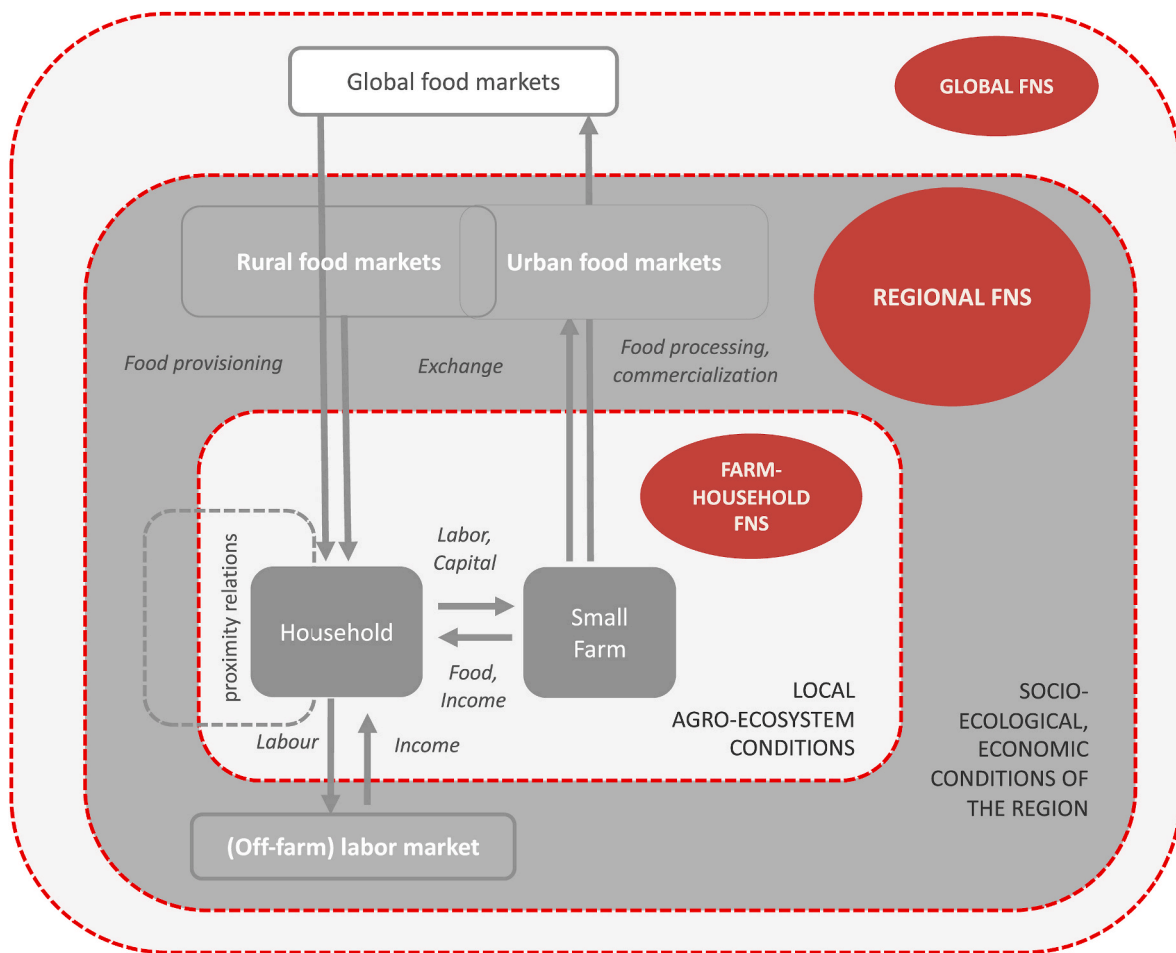 Global food markets
GLOBAL FNS
Rural food markets
Urban food markets
REGIONAL FNS
Food provisioning
Exchange
Food processing,
commercialization
FARM-
HOUSEHOLD
FNS
proximity relations
Labor,
Capital
Household
Small
Farm
Food,
Income
LOCAL
AGRO-ECOSYSTEM
CONDITIONS
SOCIO-
ECOLOGICAL,
ECONOMIC
CONDITIONS OF
THE REGION
Labour
Income
(Off-farm) labor market